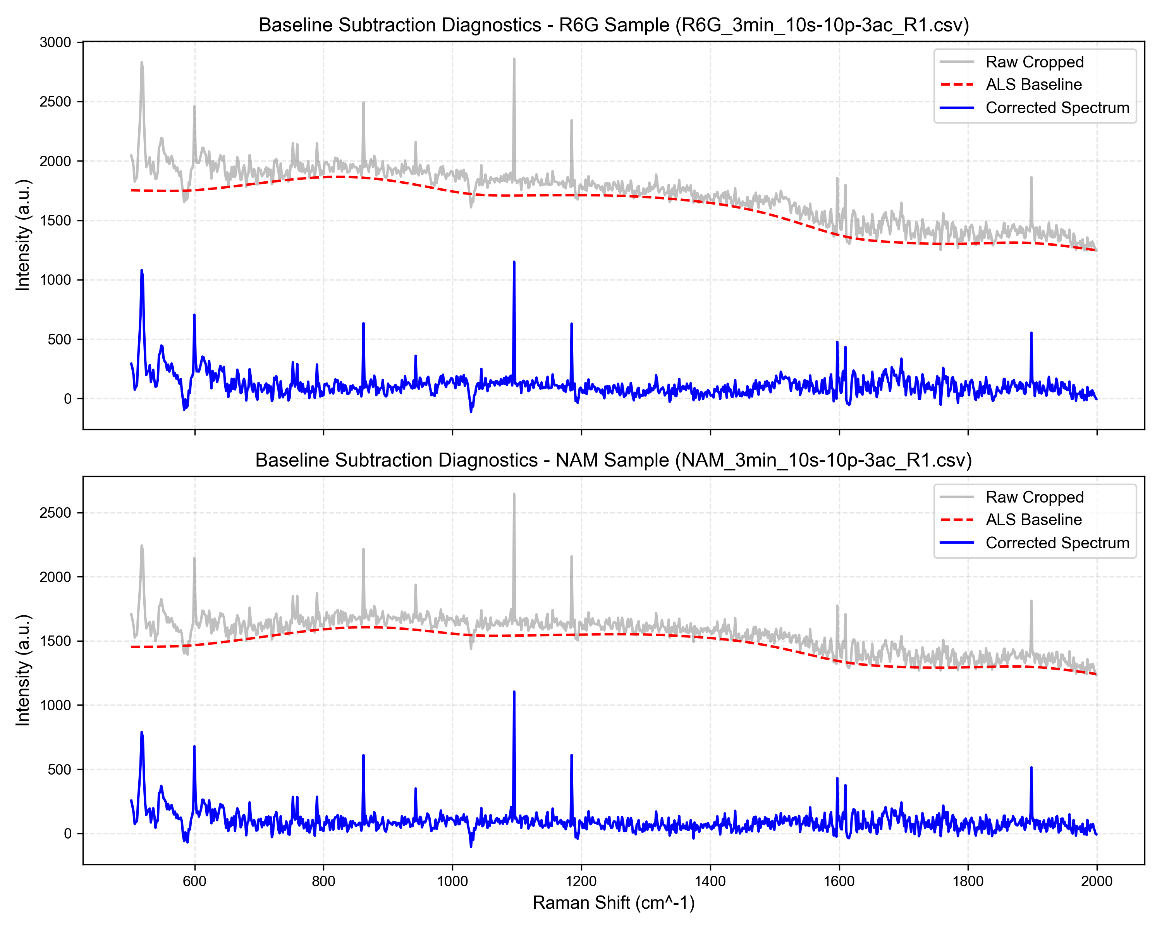 Baseline Subtraction Diagnostics - R6G Sample (R6G_3min_10s-10p-3ac_R1.csv)
3000
2500
2000
1500
1000
500
0
Intensity (a.u.)
Raw Cropped
ALS Baseline
Corrected Spectrum
Baseline Subtraction Diagnostics - NAM Sample (NAM_3min_10s-10p-3ac_R1.csv)
2500
2000
1500
1000
500
0
Intensity (a.u.)
Raw Cropped
ALS Baseline
Corrected Spectrum
600 800 1000 1200 1400 1600 1800 2000
Raman Shift (cm^-1)